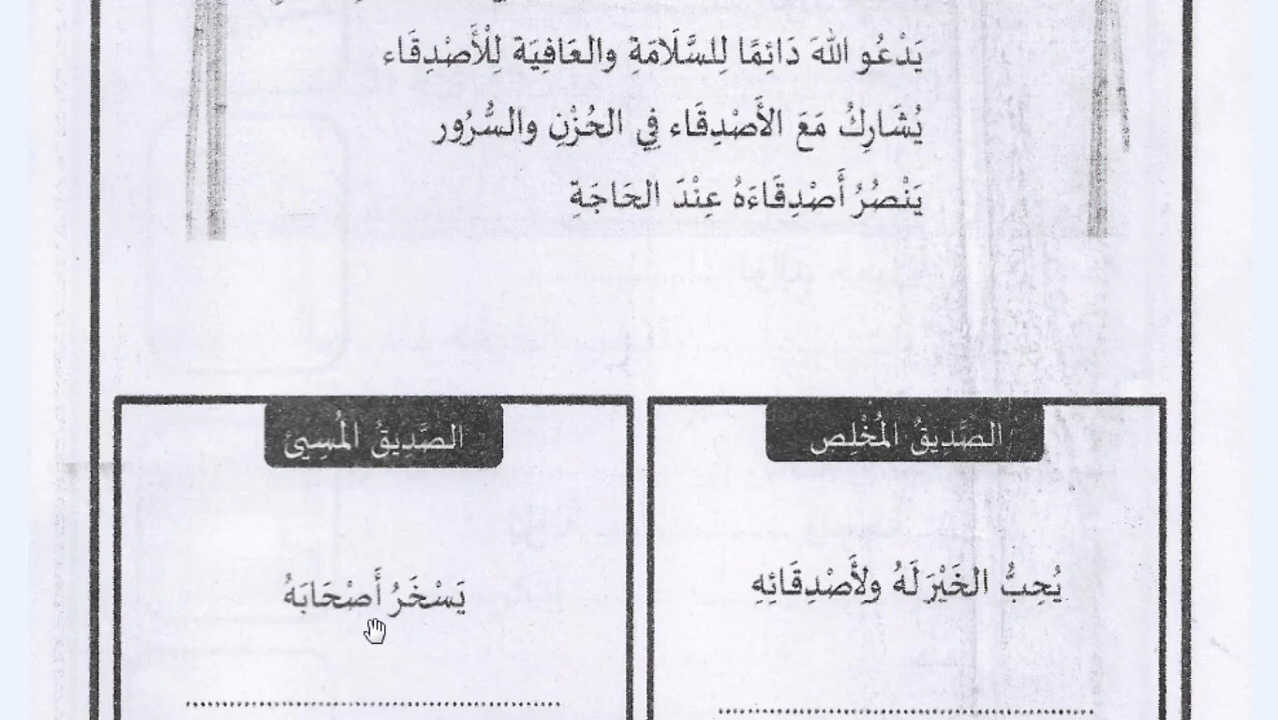 يَدْعُو اللهَ دَائِمًا لِلسَّلَامَةِ والعَافِيَة لِلْأَصْدِقَاء
يُشَارِكُ مَعَ الأَصْدِقَاء فِي الحُزْنِ والسُّرُور
يَنْصُرُ أَصْدِقَاءَهُ عِنْدَ الحَاجَةِ
الصَّدِيقُ المُخْلِص
الصَّدِيقُ المُسِيئ
يُحِبُّ الخَيْرَ لَهُ ولِأَصْدِقَائِهِ
يَسْخَرُ أَصْحَابَهُ